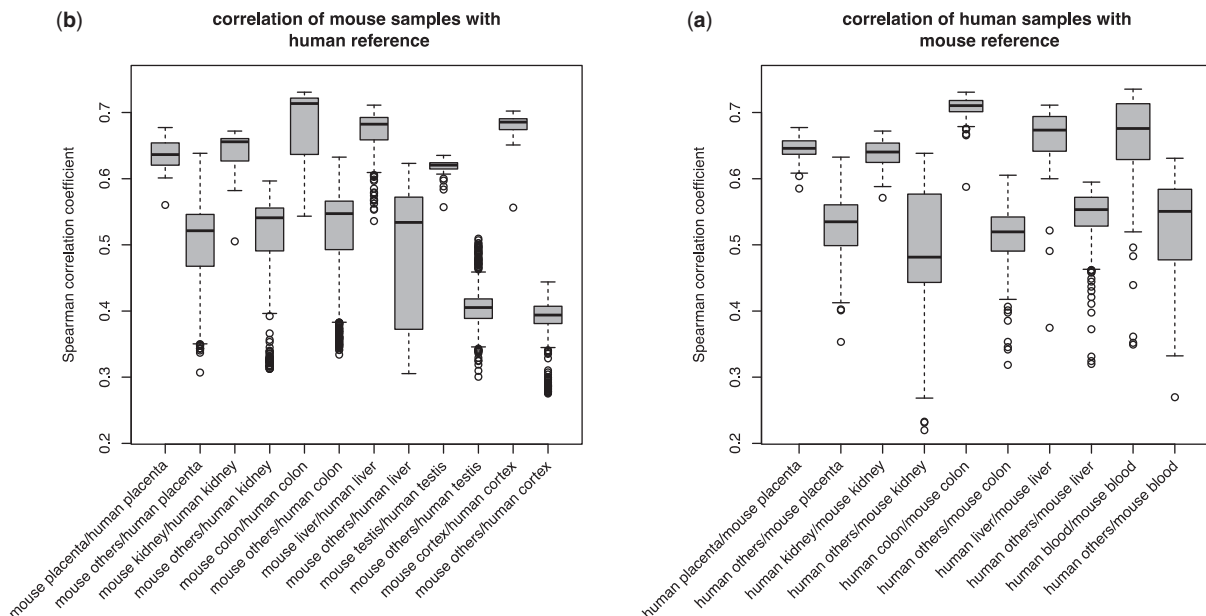 (b)
correlation of mouse samples with
human reference
Spearman correlation coefficient
0.7
0.6
0.5
0.4
0.3
0.2
mouse placenta/human placenta
mouse others/human placenta
mouse kidney/human kidney
mouse others/human kidney
mouse colon/human colon
mouse others/human colon
mouse liver/human liver
mouse others/human liver
mouse testis/human testis
mouse others/human testis
mouse cortex/human cortex
mouse others/human cortex
(a)
correlation of human samples with
mouse reference
Spearman correlation coefficient
0.7
0.6
0.5
0.4
0.3
0.2
human placenta/mouse placenta
human others/mouse placenta
human kidney/mouse kidney
human others/mouse kidney
human colon/mouse colon
human others/mouse colon
human liver/mouse liver
human others/mouse liver
human blood/mouse blood
human others/mouse blood